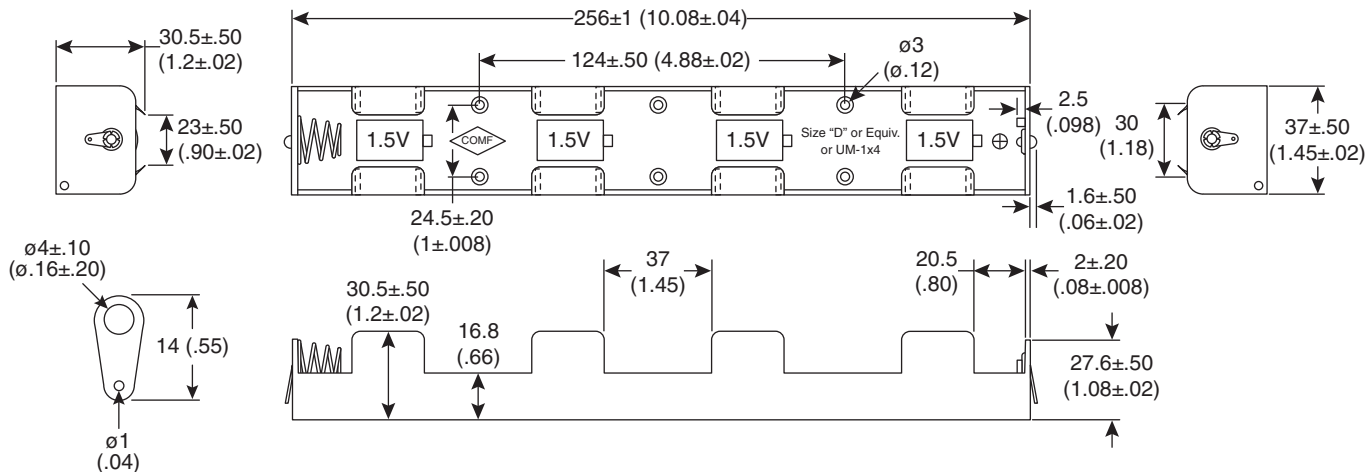 256±1 (10.08±.04)
30.5±.50
(1.2±.02)
124±.50 (4.88±.02)
ø3
(ø.12)
2.5
(.098)
23±.50
(.90±.02)
1.5V
COMF
1.5V
1.5V
Size "D" or Equiv.
or UM-1x4
1.5V
30
(1.18)
37±.50
(1.45±.02)
24.5±.20
(1±.008)
1.6±.50
(.06±.02)
ø4±.10
(ø.16±.20)
14 (.55)
ø1
(.04)
30.5±.50
(1.2±.02)
16.8
(.66)
37
(1.45)
20.5
(.80)
2±.20
(.08±.008)
27.6±.50
(1.08±.02)